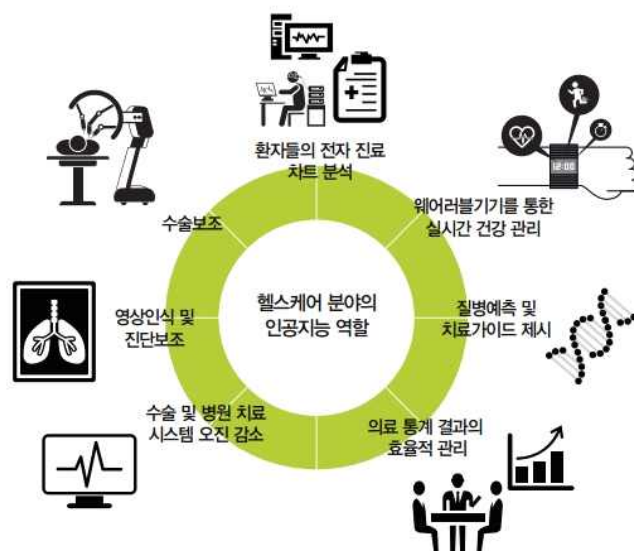 환자들의 전자 진료
차트 분석
웨어러블기기를 통한
실시간 건강 관리
12:00
수술보조
헬스케어 분야의
인공지능 역할
질병예측 및
치료가이드 제시
영상인식 및
진단보조
수술 및 병원 치료
시스템 오진 감소
의료 통계 결과의
효율적 관리